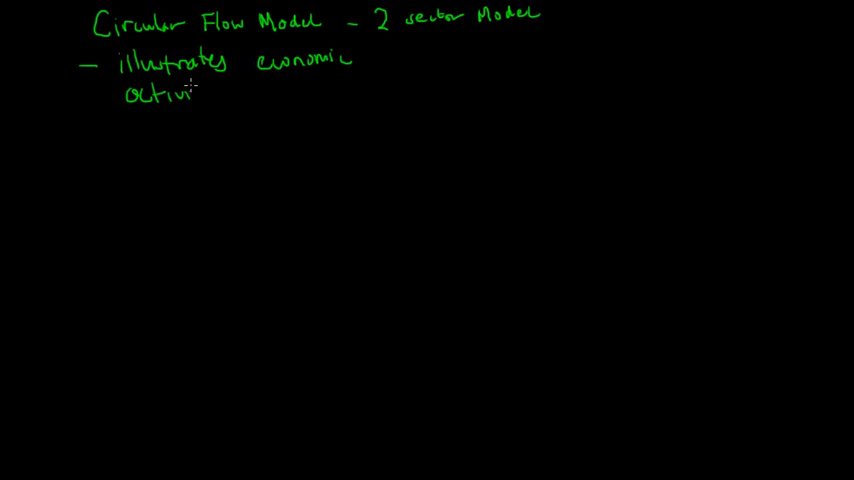 Circular Flow Model - 2 sector Model
- illustrates economic
activi